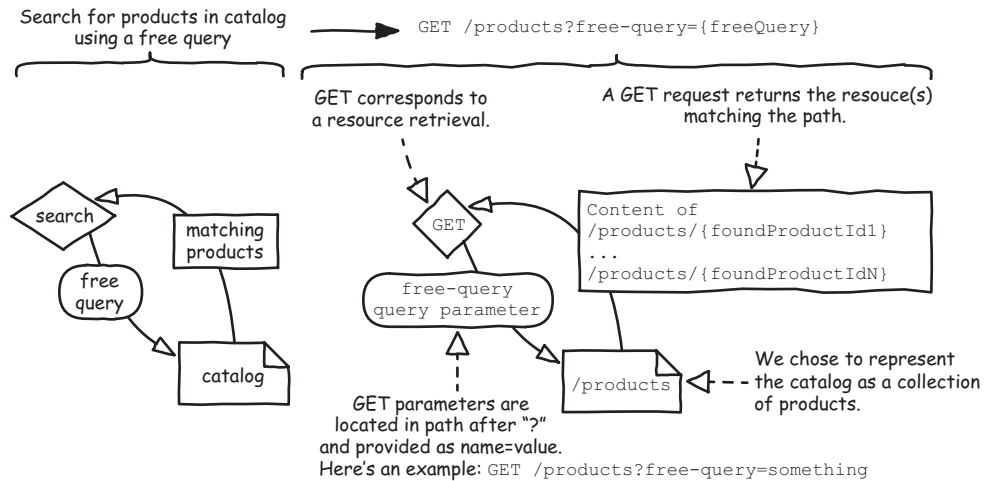 Search for products in catalog
using a free query
GET /products?free-query={freeQuery}
GET corresponds to
a resource retrieval.
A GET request returns the resouce(s)
matching the path.
search
matching
products
free
query
catalog
GET
Content of
/products/{foundProductId1}
...
/products/{foundProductIdN}
free-query
query parameter
/products
We chose to represent
the catalog as a collection
of products.
GET parameters are
located in path after “?”
and provided as name=value.
Here’s an example: GET /products?free-query=something